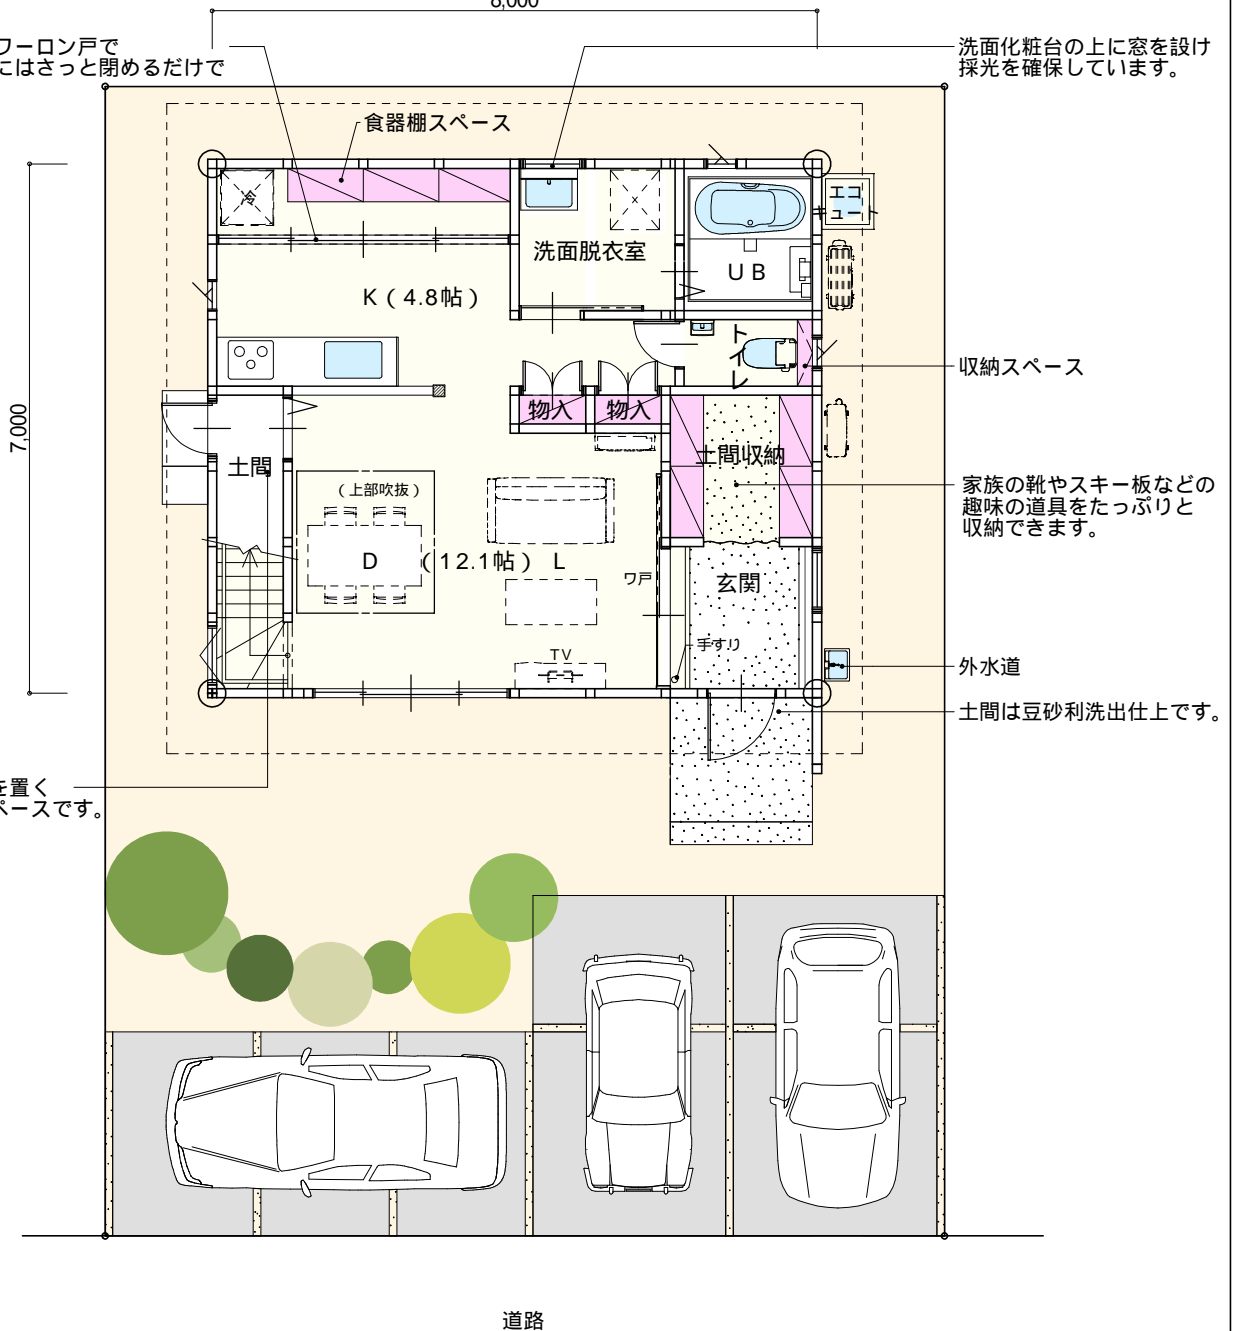 8,000
ワーロン戸で
にはさっと閉めるだけで
洗面化粧台の上に窓を設け
採光を確保しています。
食器棚スペース
冷
エコ
ュート
洗面脱衣室
UB
K(4.8帖)
トイレ
収納スペース
物入
物入
7,000
土間
土間収納
(上部吹抜)
家族の靴やスキー板などの
趣味の道具をたっぷりと
収納できます。
D (12.1帖) L
ワ戸
玄関
手すり
TV
外水道
土間は豆砂利洗出仕上です。
を置く
ペースです。
道路